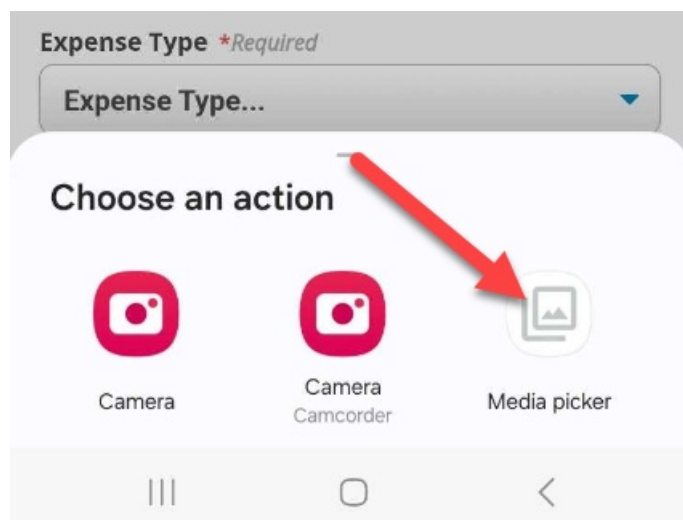 Expense Type *Required
Expense Type...
Choose an action
Camera
Camera
Camcorder
Media picker